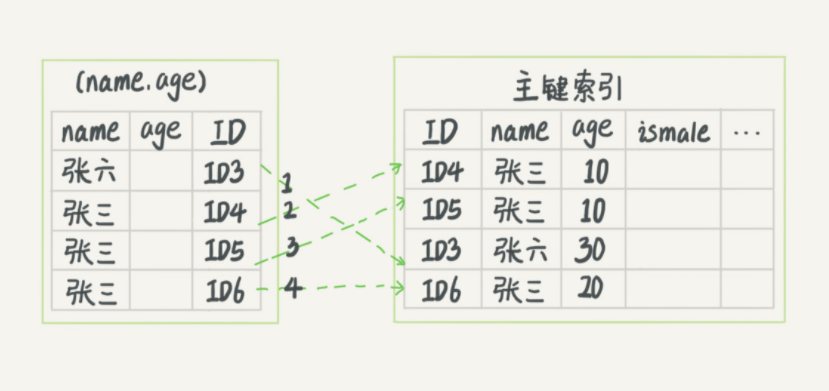 (name.age)
name age ID
张六 ID3
张三 ID4
张三 ID5
张三 ID6
1
2
3
4
主键索引
ID name age ismale ...
ID4 张三 10
ID5 张三 10
ID3 张六 30
ID6 张三 20